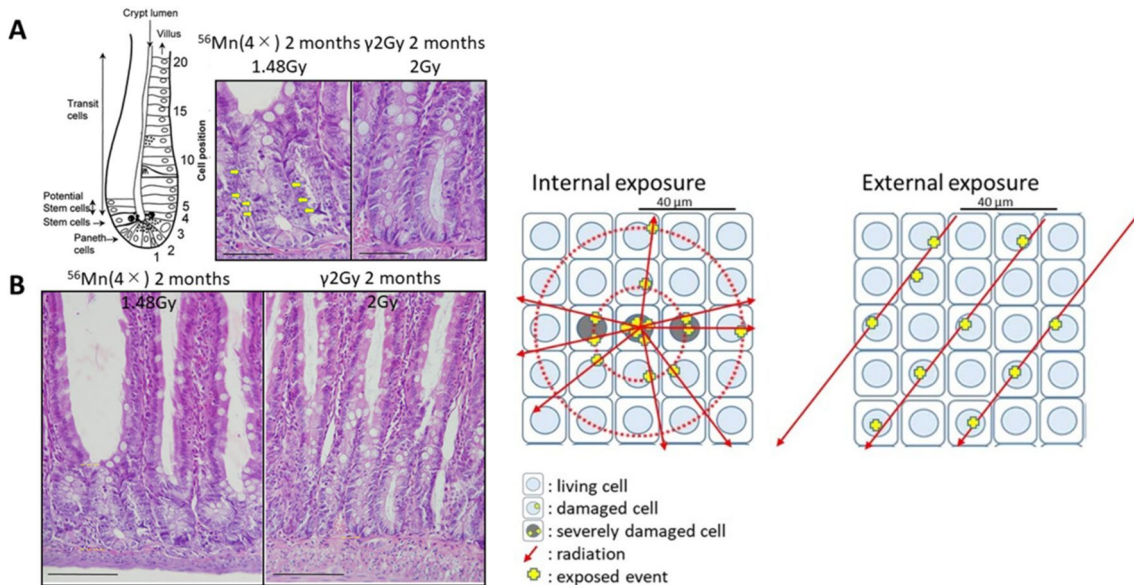 A
Crypt lumen
Villus
20
15
10
5
4
3
2
1
Cell position
Transit
cells
Potential
Stem cells
Stem cells
Paneth
cells
⁵⁶Mn(4×) 2 months
1.48Gy
γ2Gy 2 months
2Gy
B
⁵⁶Mn(4×) 2 months
1.48Gy
γ2Gy 2 months
2Gy
Internal exposure
40 μm
External exposure
40 μm
: living cell
: damaged cell
: severely damaged cell
: radiation
: exposed event